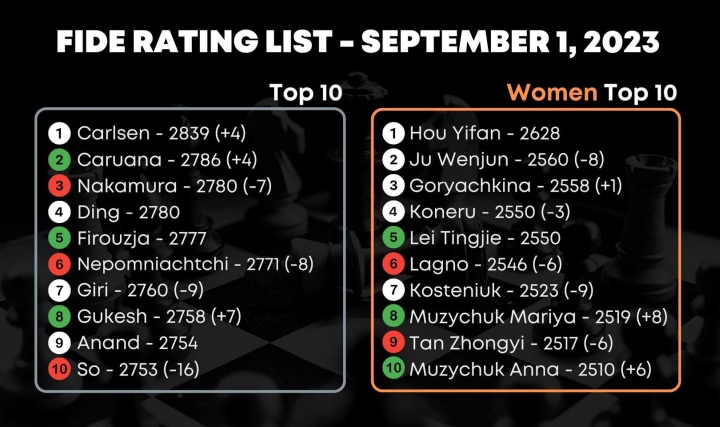 FIDE RATING LIST - SEPTEMBER 1, 2023
Top 10
1 Carlsen - 2839 (+4)
2 Caruana - 2786 (+4)
3 Nakamura - 2780 (-7)
4 Ding - 2780
5 Firouzja - 2777
6 Nepomniachtchi - 2771 (-8)
7 Giri - 2760 (-9)
8 Gukesh - 2758 (+7)
9 Anand - 2754
10 So - 2753 (-16)
Women Top 10
1 Hou Yifan - 2628
2 Ju Wenjun - 2560 (-8)
3 Goryachkina - 2558 (+1)
4 Koneru - 2550 (-3)
5 Lei Tingjie - 2550
6 Lagno - 2546 (-6)
7 Kosteniuk - 2523 (-9)
8 Muzychuk Mariya - 2519 (+8)
9 Tan Zhongyi - 2517 (-6)
10 Muzychuk Anna - 2510 (+6)